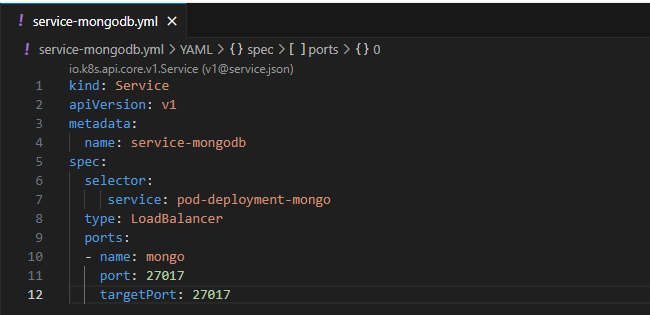 ! service-mongodb.yml ×
! service-mongodb.yml > YAML > {} spec > [ ] ports > {} 0
io.k8s.api.core.v1.Service (v1@service.json)
1 kind: Service
2 apiVersion: v1
3 metadata:
4   name: service-mongodb
5 spec:
6   selector:
7      service: pod-deployment-mongo
8   type: LoadBalancer
9   ports:
10   - name: mongo
11     port: 27017
12     targetPort: 27017